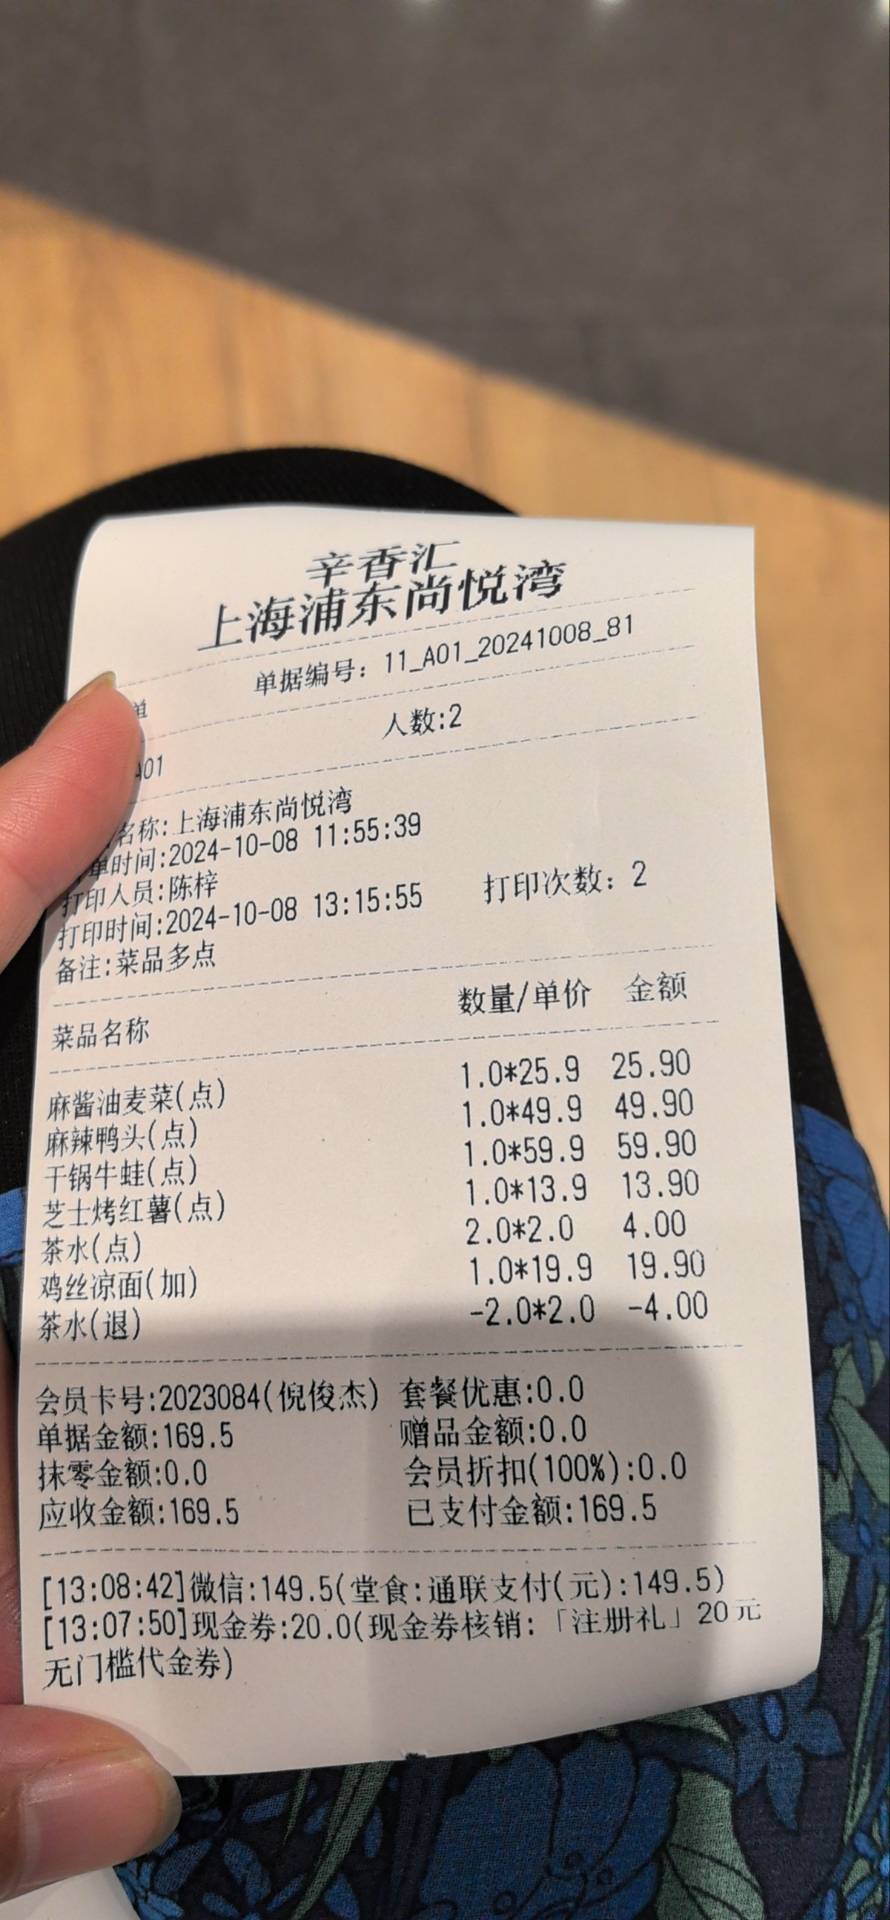 辛香汇
上海浦东尚悦湾
单 单据编号：11_A01_20241008_81
A01 人数:2
名称:上海浦东尚悦湾
单时间:2024-10-08 11:55:39
打印人员:陈梓
打印时间:2024-10-08 13:15:55 打印次数：2
备注:菜品多点
菜品名称 数量/单价 金额
麻酱油麦菜(点) 1.0*25.9 25.90
麻辣鸭头(点) 1.0*49.9 49.90
干锅牛蛙(点) 1.0*59.9 59.90
芝士烤红薯(点) 1.0*13.9 13.90
茶水(点) 2.0*2.0 4.00
鸡丝凉面(加) 1.0*19.9 19.90
茶水(退) -2.0*2.0 -4.00
会员卡号:2023084(倪俊杰) 套餐优惠:0.0
单据金额:169.5 赠品金额:0.0
抹零金额:0.0 会员折扣(100%):0.0
应收金额:169.5 已支付金额:169.5
[13:08:42]微信:149.5(堂食:通联支付(元):149.5)
[13:07:50]现金券:20.0(现金券核销:「注册礼」20元
无门槛代金券)